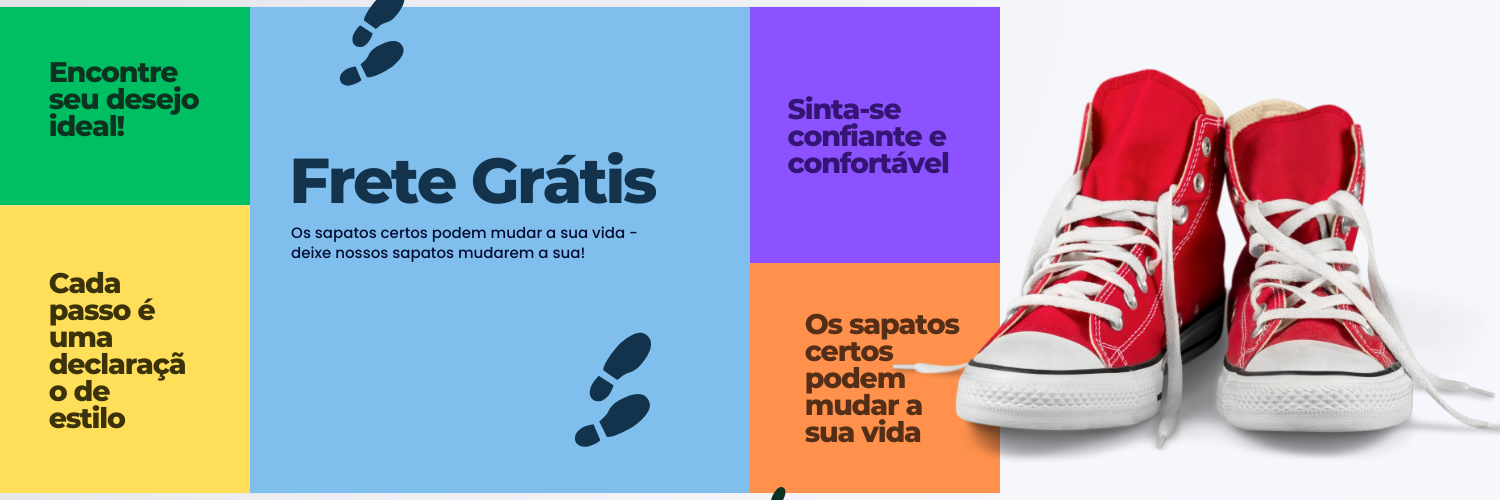 Encontre
seu desejo
ideal!
Cada
passo é
uma
declaraçã
o de
estilo
Frete Grátis
Os sapatos certos podem mudar a sua vida -
deixe nossos sapatos mudarem a sua!
Sinta-se
confiante e
confortável
Os sapatos
certos
podem
mudar a
sua vida